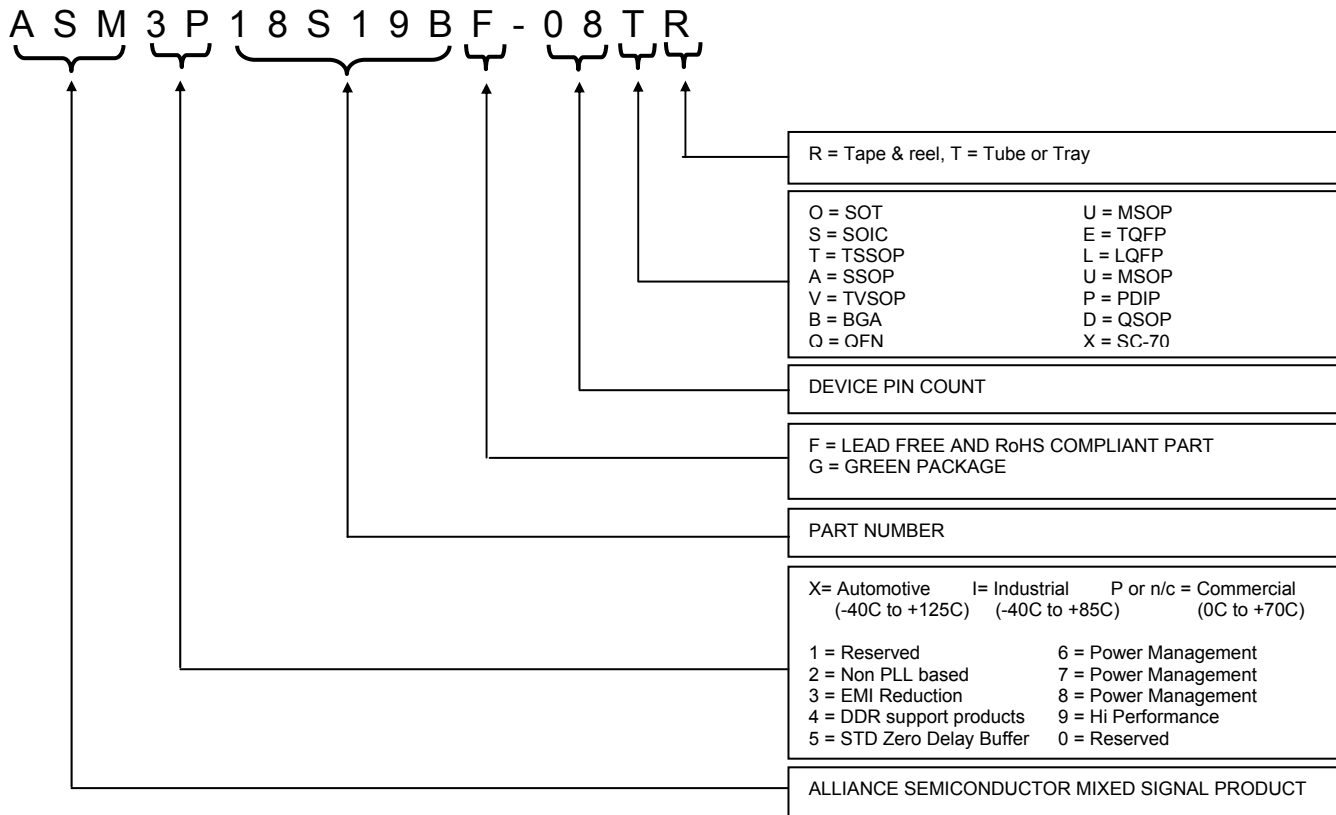 A S M 3 P 1 8 S 1 9 B F - 0 8 T R
R = Tape & reel, T = Tube or Tray
O = SOT U = MSOP
S = SOIC E = TQFP
T = TSSOP L = LQFP
A = SSOP U = MSOP
V = TVSOP P = PDIP
B = BGA D = QSOP
Q = QFN X = SC-70
DEVICE PIN COUNT
F = LEAD FREE AND RoHS COMPLIANT PART
G = GREEN PACKAGE
PART NUMBER
X= Automotive I= Industrial P or n/c = Commercial
(-40C to +125C) (-40C to +85C) (0C to +70C)
1 = Reserved 6 = Power Management
2 = Non PLL based 7 = Power Management
3 = EMI Reduction 8 = Power Management
4 = DDR support products 9 = Hi Performance
5 = STD Zero Delay Buffer 0 = Reserved
ALLIANCE SEMICONDUCTOR MIXED SIGNAL PRODUCT